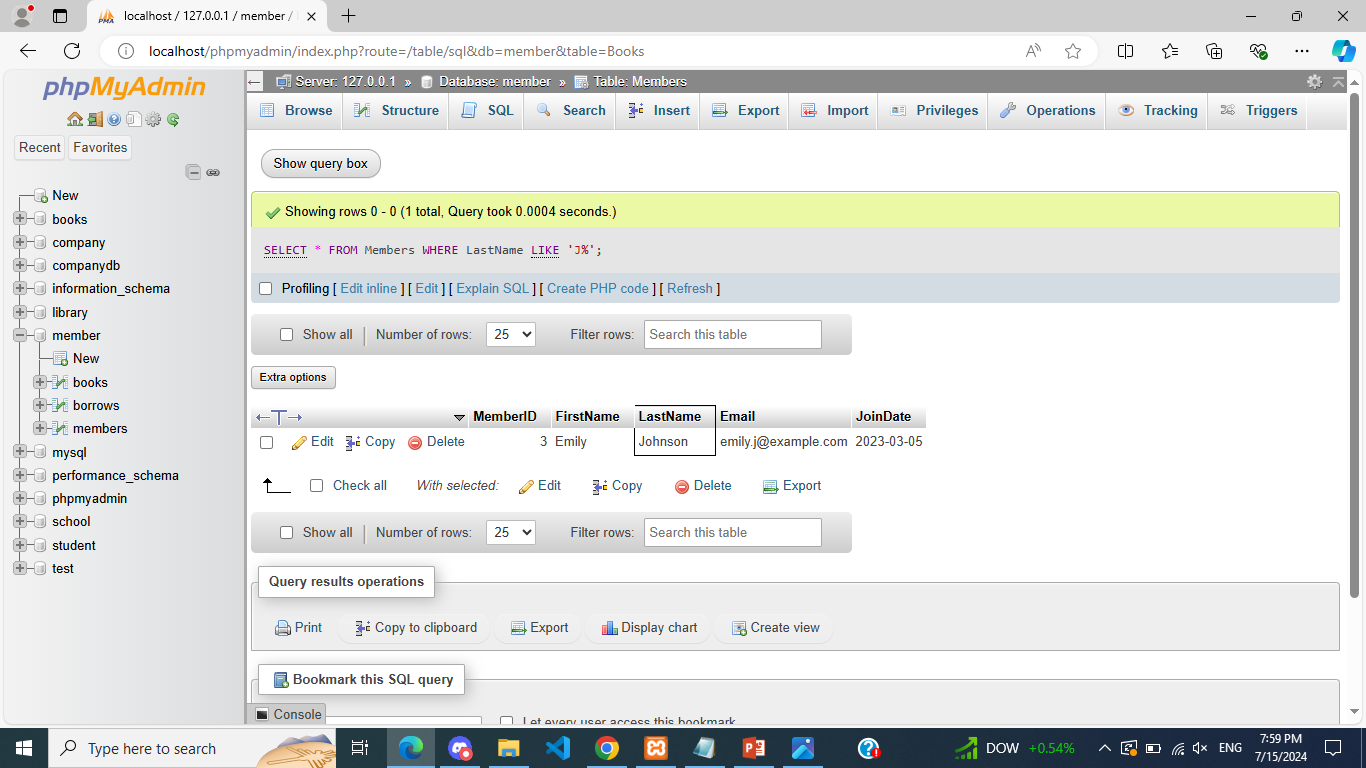 localhost / 127.0.0.1 / member /
localhost/phpmyadmin/index.php?route=/table/sql&db=member&table=Books
phpMyAdmin
Recent
Favorites
New
books
company
companydb
information_schema
library
member
New
books
borrows
members
mysql
performance_schema
phpmyadmin
school
student
test
Server: 127.0.0.1 » Database: member » Table: Members
Browse Structure SQL Search Insert Export Import Privileges Operations Tracking Triggers
Show query box
Showing rows 0 - 0 (1 total, Query took 0.0004 seconds.)
SELECT * FROM Members WHERE LastName LIKE 'J%';
Profiling [ Edit inline ] [ Edit ] [ Explain SQL ] [ Create PHP code ] [ Refresh ]
Show all Number of rows: 25 Filter rows: Search this table
Extra options
MemberID FirstName LastName Email JoinDate
Edit Copy Delete 3 Emily Johnson emily.j@example.com 2023-03-05
Check all With selected: Edit Copy Delete Export
Show all Number of rows: 25 Filter rows: Search this table
Query results operations
Print Copy to clipboard Export Display chart Create view
Bookmark this SQL query
Console
Let every user access this bookmark
Type here to search
DOW +0.54%
ENG
7:59 PM
7/15/2024